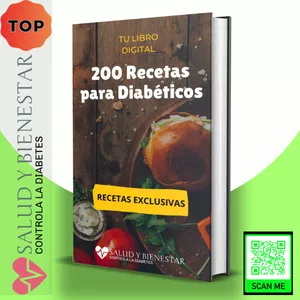 TOP
SALUD Y BIENESTAR
CONTROLA LA DIABETES
TU LIBRO
DIGITAL
200 Recetas
para Diabéticos
RECETAS EXCLUSIVAS
SALUD Y BIENESTAR
CONTROLA LA DIABETES
SCAN ME